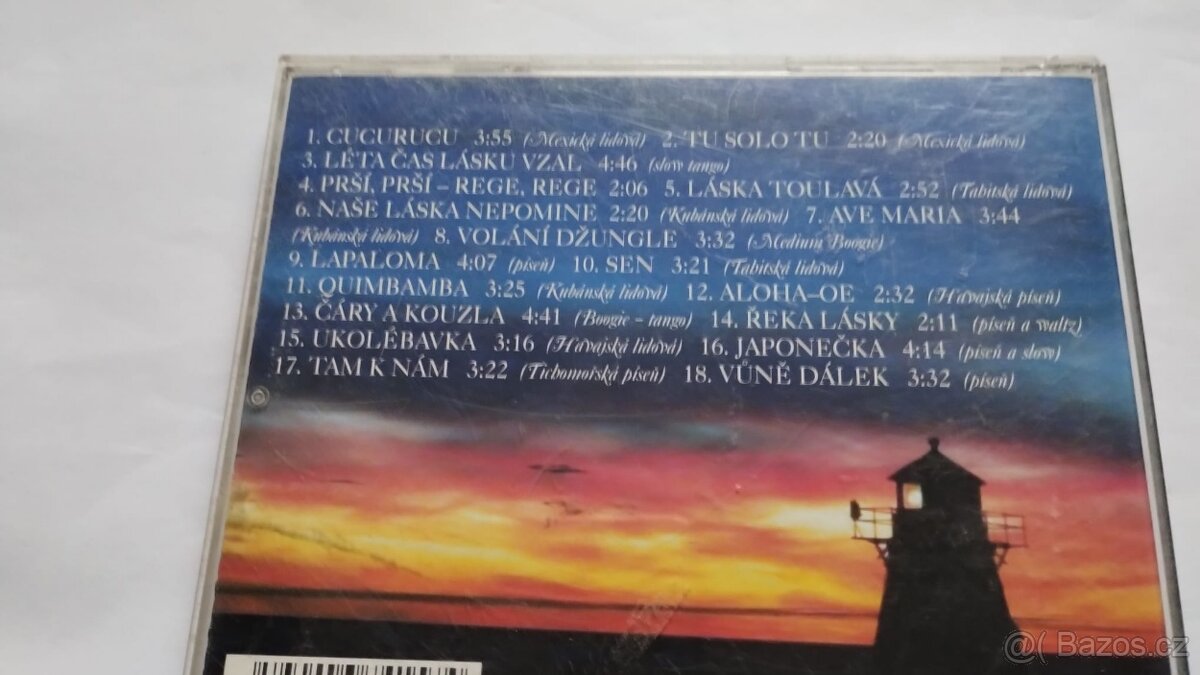 1. CUCURUCU 3:55 (Mexická lidová) 2. TU SOLO TU 2:20 (Mexická lidová)
3. LÉTA ČAS LÁSKU VZAL 4:46 (slow tango)
4. PRŠÍ, PRŠÍ – REGE, REGE 2:06 5. LÁSKA TOULAVÁ 2:52 (Tahitská lidová)
6. NAŠE LÁSKA NEPOMINE 2:20 (Kubánská lidová) 7. AVE MARIA 3:44
(Kubánská lidová) 8. VOLÁNÍ DŽUNGLE 3:32 (Medium Boogie)
9. LAPALOMA 4:07 (píseň) 10. SEN 3:21 (Tahitská lidová)
11. QUIMBAMBA 3:25 (Kubánská lidová) 12. ALOHA–OE 2:32 (Havajská píseň)
13. ČÁRY A KOUZLA 4:41 (Boogie – tango) 14. ŘEKA LÁSKY 2:11 (píseň a waltz)
15. UKOLÉBAVKA 3:16 (Havajská lidová) 16. JAPONEČKA 4:14 (píseň a slow)
17. TAM K NÁM 3:22 (Tichomořská píseň) 18. VŮNĚ DÁLEK 3:32 (píseň)
Bazos.cz